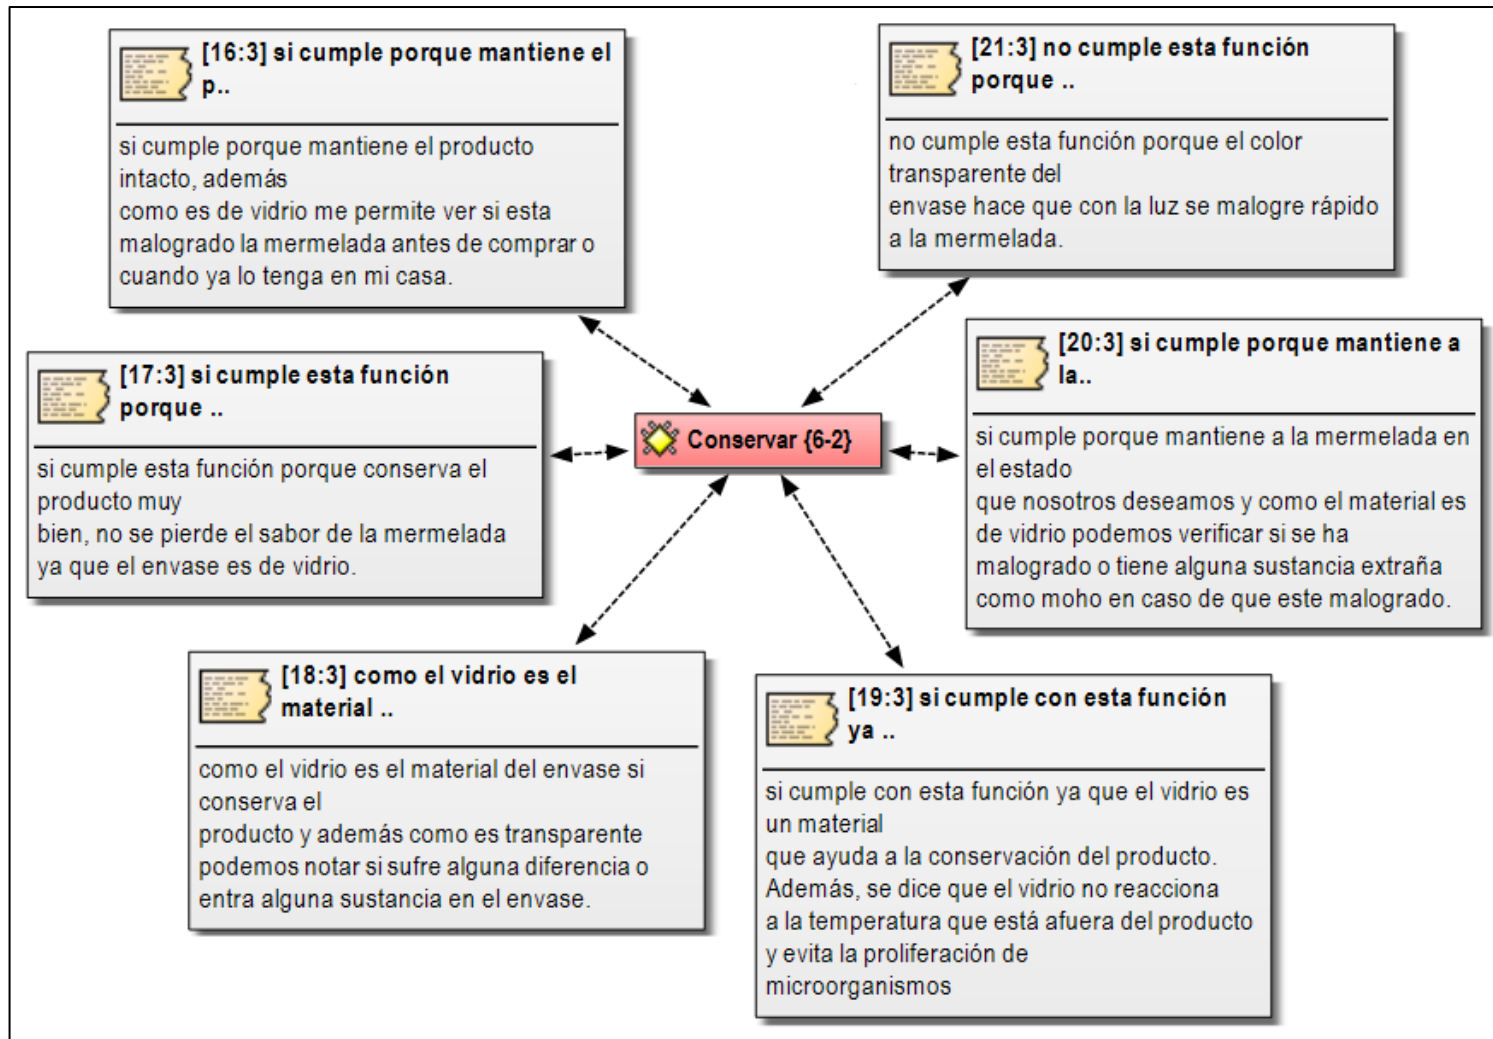 [16:3] si cumple porque mantiene el
p..
si cumple porque mantiene el producto
intacto, además
como es de vidrio me permite ver si esta
malogrado la mermelada antes de comprar o
cuando ya lo tenga en mi casa.
[21:3] no cumple esta función
porque ..
no cumple esta función porque el color
transparente del
envase hace que con la luz se malogre rápido
a la mermelada.
[17:3] si cumple esta función
porque ..
si cumple esta función porque conserva el
producto muy
bien, no se pierde el sabor de la mermelada
ya que el envase es de vidrio.
Conservar {6-2}
[20:3] si cumple porque mantiene a
la..
si cumple porque mantiene a la mermelada en
el estado
que nosotros deseamos y como el material es
de vidrio podemos verificar si se ha
malogrado o tiene alguna sustancia extraña
como moho en caso de que este malogrado.
[18:3] como el vidrio es el
material ..
como el vidrio es el material del envase si
conserva el
producto y además como es transparente
podemos notar si sufre alguna diferencia o
entra alguna sustancia en el envase.
[19:3] si cumple con esta función
ya ..
si cumple con esta función ya que el vidrio es
un material
que ayuda a la conservación del producto.
Además, se dice que el vidrio no reacciona
a la temperatura que está afuera del producto
y evita la proliferación de
microorganismos